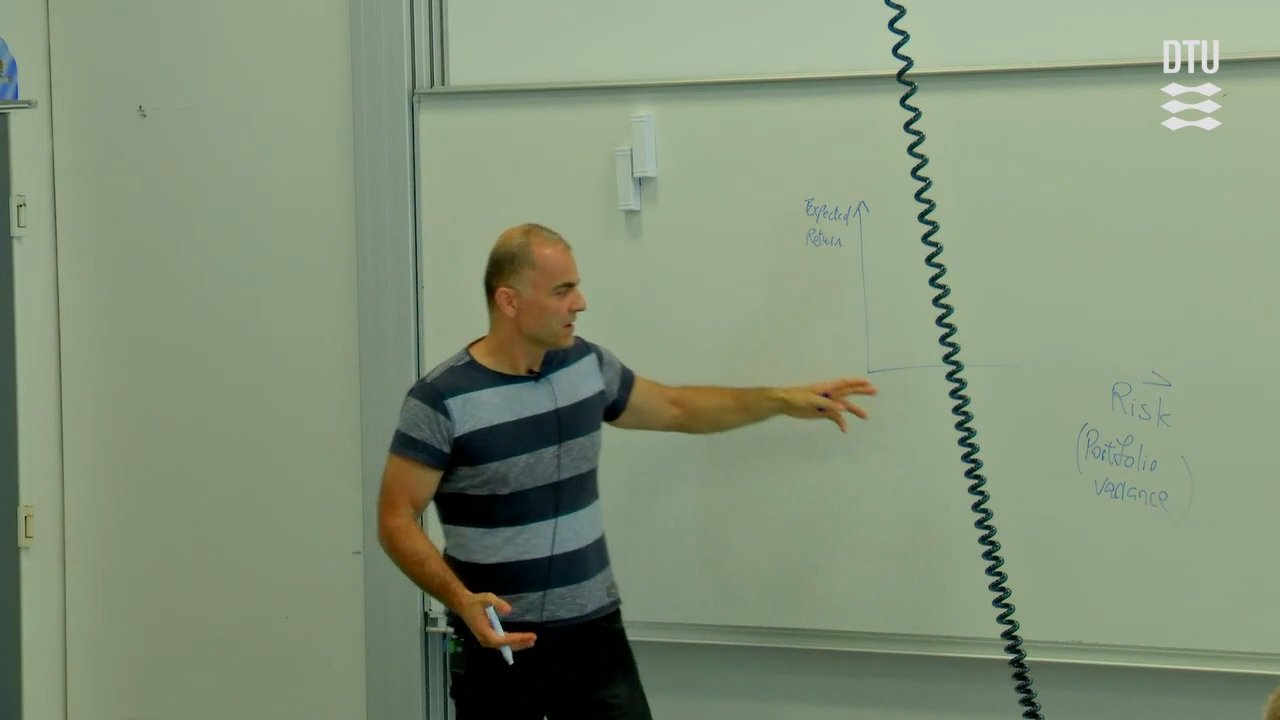 DTU
Expected
Return
Risk
(Portfolio
variance)